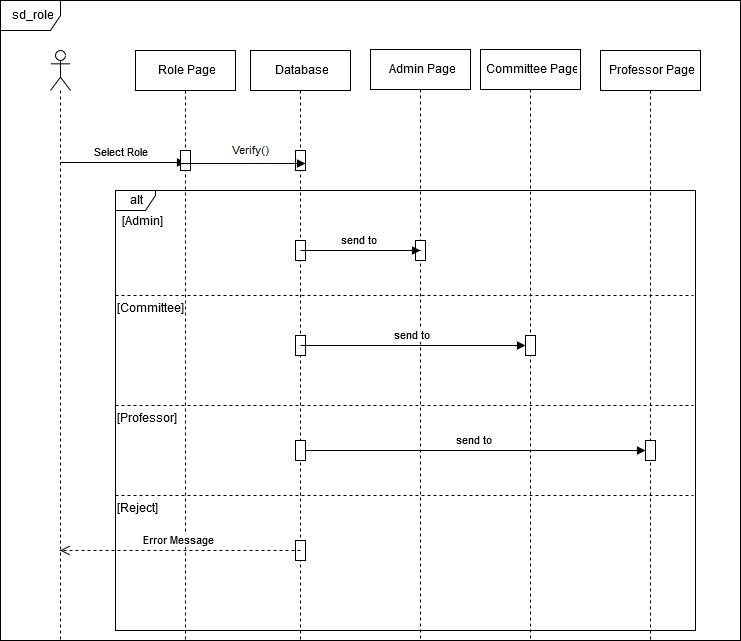 sd_role
Role Page
Database
Admin Page
Committee Page
Professor Page
Select Role
Verify()
alt
[Admin]
send to
[Committee]
send to
[Professor]
send to
[Reject]
Error Message